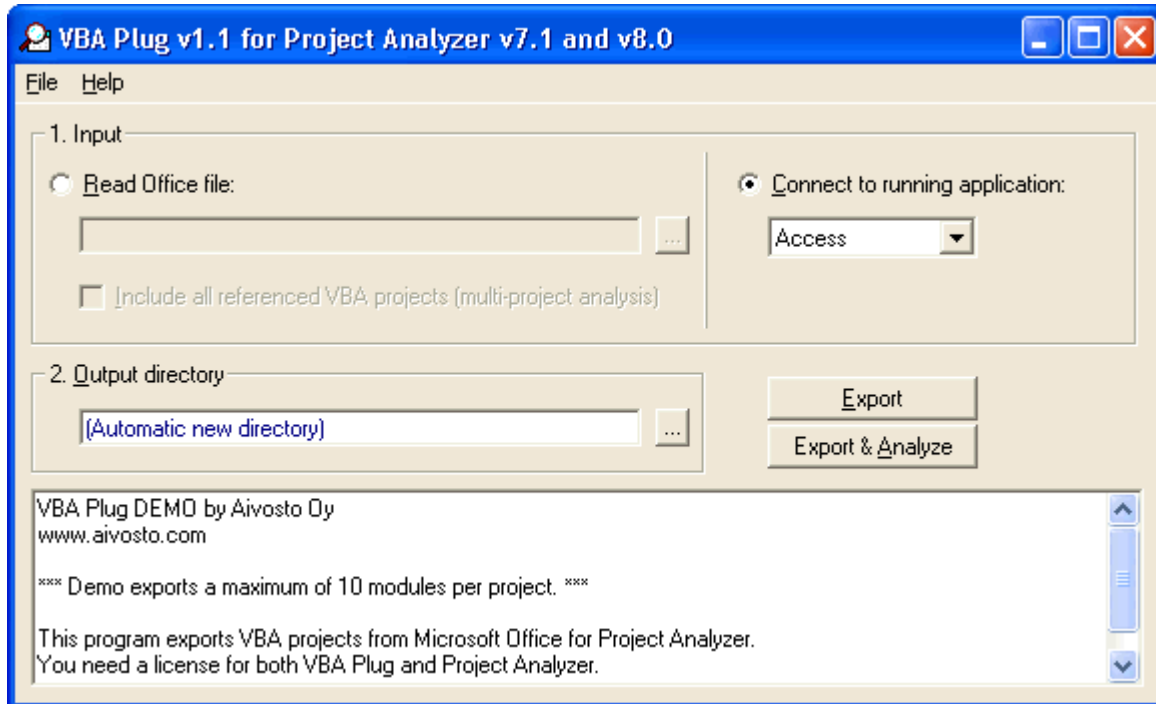 VBA Plug v1.1 for Project Analyzer v7.1 and v8.0
File Help
1. Input
Read Office file:
Connect to running application:
...
Access
Include all referenced VBA projects (multi-project analysis)
2. Output directory
(Automatic new directory)
...
Export
Export & Analyze
VBA Plug DEMO by Aivosto Oy
www.aivosto.com
*** Demo exports a maximum of 10 modules per project. ***
This program exports VBA projects from Microsoft Office for Project Analyzer.
You need a license for both VBA Plug and Project Analyzer.